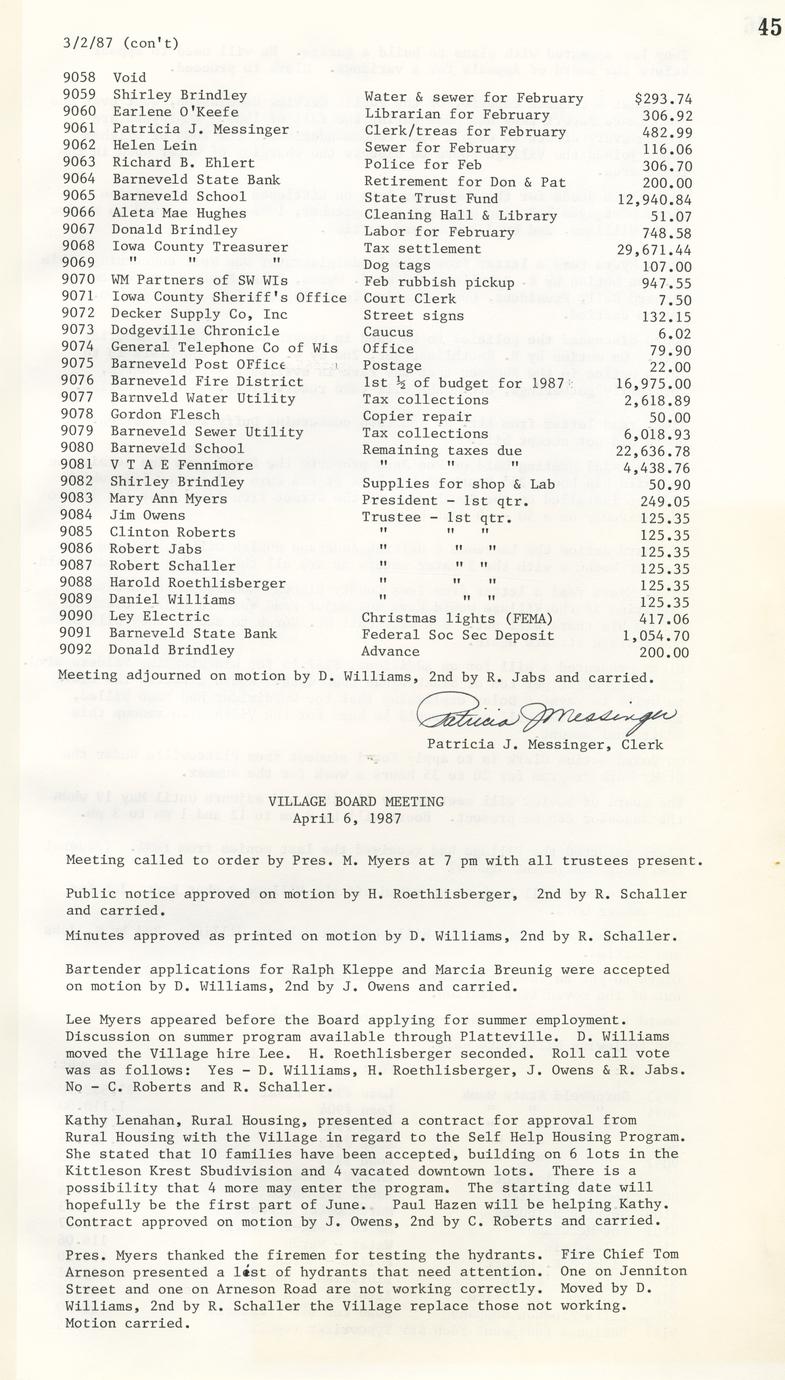 45
3/2/87 (con't)
9058 Void
9059 Shirley Brindley Water & sewer for February $293.74
9060 Earlene O'Keefe Librarian for February 306.92
9061 Patricia J. Messinger Clerk/treas for February 482.99
9062 Helen Lein Sewer for February 116.06
9063 Richard B. Ehlert Police for Feb 306.70
9064 Barneveld State Bank Retirement for Don & Pat 200.00
9065 Barneveld School State Trust Fund 12,940.84
9066 Aleta Mae Hughes Cleaning Hall & Library 51.07
9067 Donald Brindley Labor for February 748.58
9068 Iowa County Treasurer Tax settlement 29,671.44
9069 " " " Dog tags 107.00
9070 WM Partners of SW WIs Feb rubbish pickup 947.55
9071 Iowa County Sheriff's Office Court Clerk 7.50
9072 Decker Supply Co, Inc Street signs 132.15
9073 Dodgeville Chronicle Caucus 6.02
9074 General Telephone Co of Wis Office 79.90
9075 Barneveld Post OFfice Postage 22.00
9076 Barneveld Fire District 1st ½ of budget for 1987 16,975.00
9077 Barnveld Water Utility Tax collections 2,618.89
9078 Gordon Flesch Copier repair 50.00
9079 Barneveld Sewer Utility Tax collections 6,018.93
9080 Barneveld School Remaining taxes due 22,636.78
9081 V T A E Fennimore " " " 4,438.76
9082 Shirley Brindley Supplies for shop & Lab 50.90
9083 Mary Ann Myers President - 1st qtr. 249.05
9084 Jim Owens Trustee - 1st qtr. 125.35
9085 Clinton Roberts " " " 125.35
9086 Robert Jabs " " " 125.35
9087 Robert Schaller " " " 125.35
9088 Harold Roethlisberger " " " 125.35
9089 Daniel Williams " " " 125.35
9090 Ley Electric Christmas lights (FEMA) 417.06
9091 Barneveld State Bank Federal Soc Sec Deposit 1,054.70
9092 Donald Brindley Advance 200.00
Meeting adjourned on motion by D. Williams, 2nd by R. Jabs and carried.
Patricia J Messinger
Patricia J. Messinger, Clerk
VILLAGE BOARD MEETING
April 6, 1987
Meeting called to order by Pres. M. Myers at 7 pm with all trustees present.
Public notice approved on motion by H. Roethlisberger, 2nd by R. Schaller
and carried.
Minutes approved as printed on motion by D. Williams, 2nd by R. Schaller.
Bartender applications for Ralph Kleppe and Marcia Breunig were accepted
on motion by D. Williams, 2nd by J. Owens and carried.
Lee Myers appeared before the Board applying for summer employment.
Discussion on summer program available through Platteville. D. Williams
moved the Village hire Lee. H. Roethlisberger seconded. Roll call vote
was as follows: Yes - D. Williams, H. Roethlisberger, J. Owens & R. Jabs.
No - C. Roberts and R. Schaller.
Kathy Lenahan, Rural Housing, presented a contract for approval from
Rural Housing with the Village in regard to the Self Help Housing Program.
She stated that 10 families have been accepted, building on 6 lots in the
Kittleson Krest Sbudivision and 4 vacated downtown lots. There is a
possibility that 4 more may enter the program. The starting date will
hopefully be the first part of June. Paul Hazen will be helping Kathy.
Contract approved on motion by J. Owens, 2nd by C. Roberts and carried.
Pres. Myers thanked the firemen for testing the hydrants. Fire Chief Tom
Arneson presented a list of hydrants that need attention. One on Jenniton
Street and one on Arneson Road are not working correctly. Moved by D.
Williams, 2nd by R. Schaller the Village replace those not working.
Motion carried.